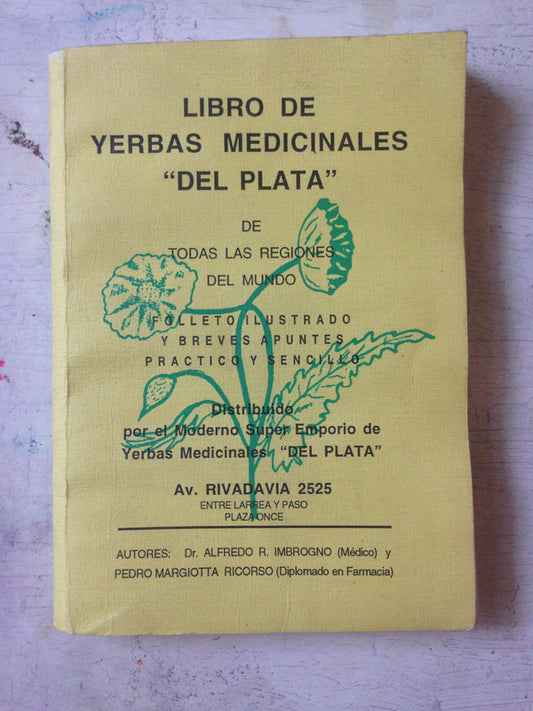 LIBRO DE
YERBAS MEDICINALES
“DEL PLATA”
DE
TODAS LAS REGIONES
DEL MUNDO
FOLLETO ILUSTRADO
Y BREVES APUNTES
PRACTICO Y SENCILLO
Distribuido
por el Moderno Super Emporio de
Yerbas Medicinales “DEL PLATA”
Av. RIVADAVIA 2525
ENTRE LARREA Y PASO
PLAZA ONCE
AUTORES: Dr. ALFREDO R. IMBROGNO (Médico) y
PEDRO MARGIOTTA RICORSO (Diplomado en Farmacia)